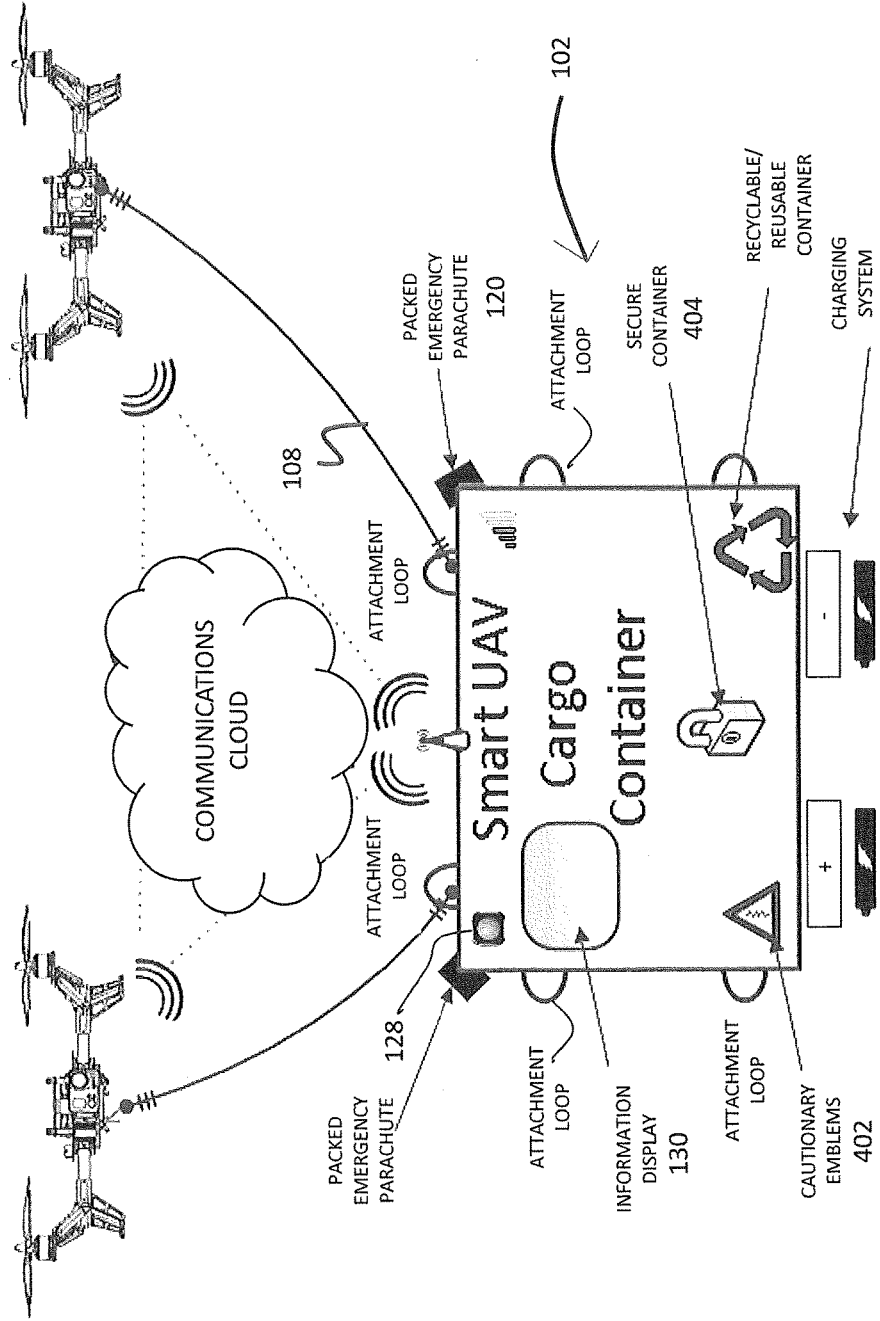 COMMUNICATIONS
CLOUD
108
ATTACHMENT
LOOP
ATTACHMENT
LOOP
128
PACKED
EMERGENCY
PARACHUTE
PACKED
EMERGENCY
PARACHUTE
120
102
Smart UAV
Cargo
Container
ATTACHMENT
LOOP
ATTACHMENT
LOOP
INFORMATION
DISPLAY
130
SECURE
CONTAINER
404
ATTACHMENT
LOOP
RECYCLABLE/
REUSABLE
CONTAINER
CAUTIONARY
EMBLEMS
402
CHARGING
SYSTEM
+
-